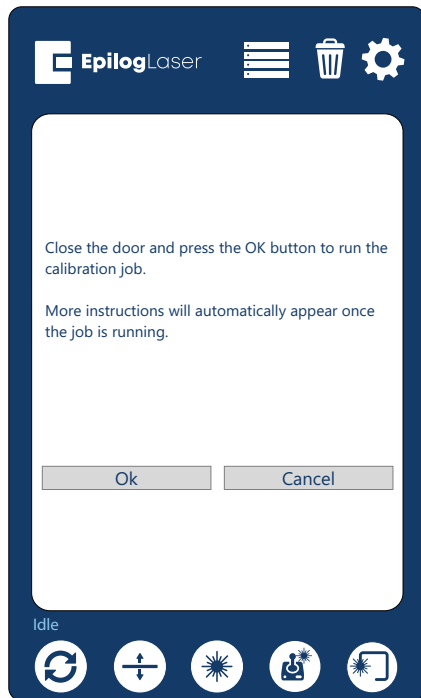 EpilogLaser
Close the door and press the OK button to run the
calibration job.
More instructions will automatically appear once
the job is running.
Ok
Cancel
Idle